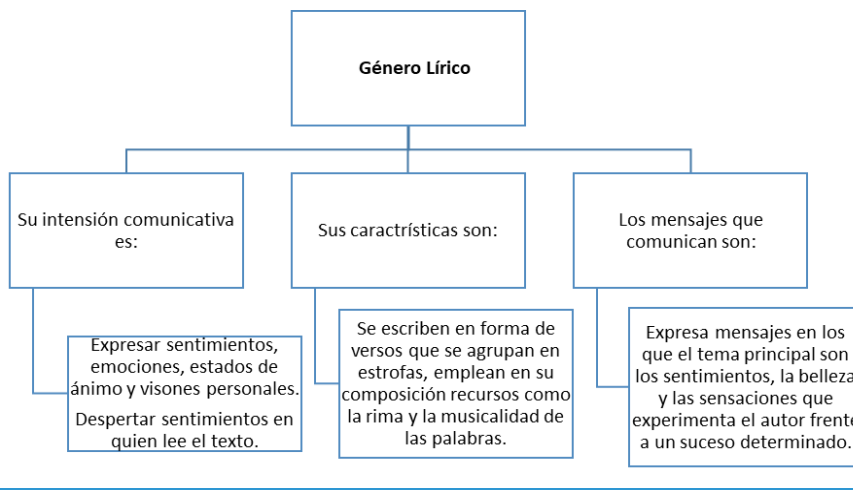 Género Lírico
Su intensión comunicativa
es:
Expresar sentimientos,
emociones, estados de
ánimo y visones personales.
Despertar sentimientos en
quien lee el texto.
Sus caractrísticas son:
Se escriben en forma de
versos que se agrupan en
estrofas, emplean en su
composición recursos como
la rima y la musicalidad de
las palabras.
Los mensajes que
comunican son:
Expresa mensajes en los
que el tema principal son
los sentimientos, la belleza
y las sensaciones que
experimenta el autor frente
a un suceso determinado.